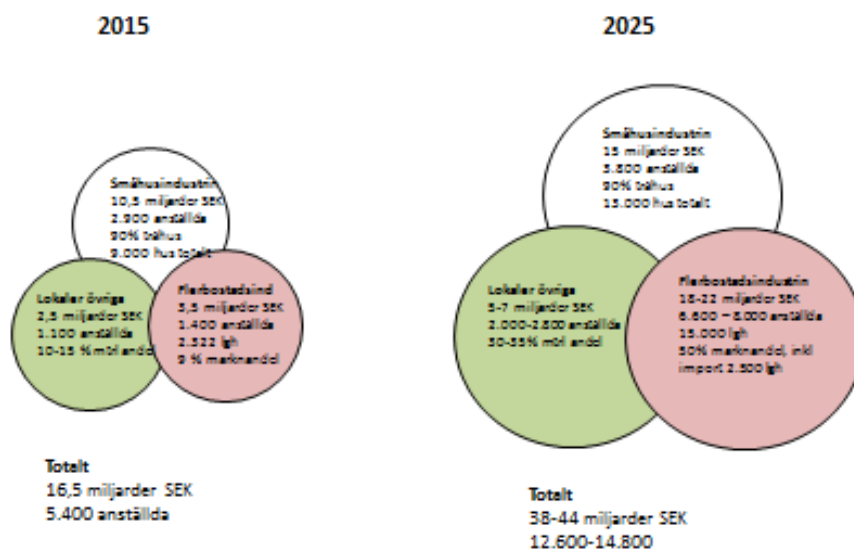 2015
Småhusindustrin
10,5 miljarder SEK
2.900 anställda
90% trähus
9.000 hus totalt
Lokaler övriga
2,5 miljarder SEK
1.100 anställda
10-15 % mtrl andel
Flerbostadsind
3,5 miljarder SEK
1.400 anställda
2.322 lgh
9 % marknandel
Totalt
16,5 miljarder SEK
5.400 anställda
2025
Småhusindustrin
15 miljarder SEK
3.800 anställda
90% trähus
13.000 hus totalt
Lokaler övriga
5-7 miljarder SEK
2.000-2.800 anställda
30-35% mtrl andel
Flerbostadsindustrin
18-22 miljarder SEK
6.600 – 8.000 anställda
15.000 lgh
50% marknandel, inkl
import 2.500 lgh
Totalt
38-44 miljarder SEK
12.600-14.800